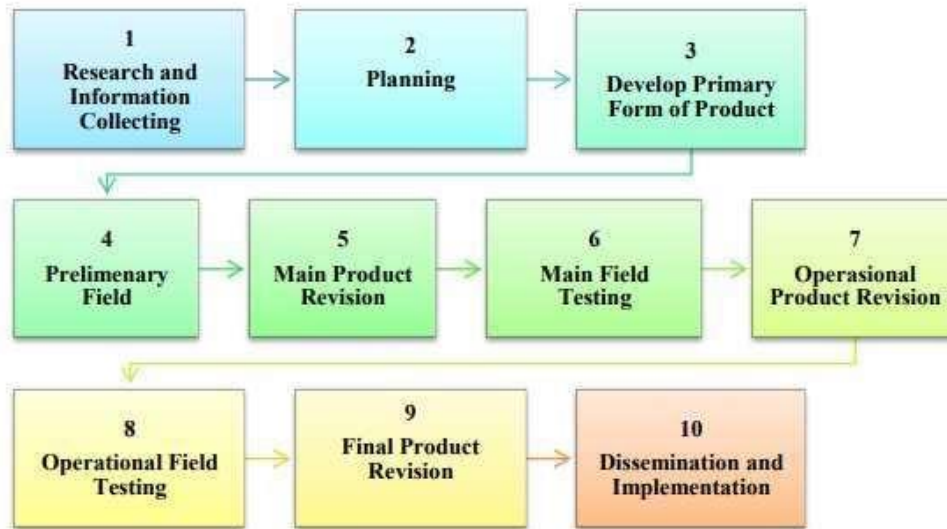 1
Research and
Information
Collecting
2
Planning
3
Develop Primary
Form of Product
4
Prelimenary
Field
5
Main Product
Revision
6
Main Field
Testing
7
Operasional
Product Revision
8
Operational Field
Testing
9
Final Product
Revision
10
Dissemination and
Implementation